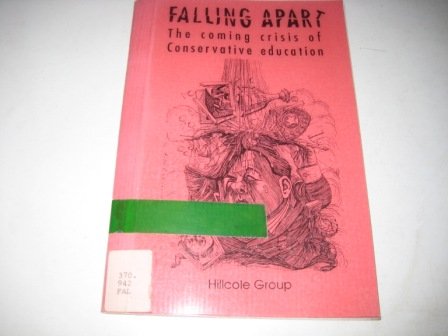 FALLING APART
The coming crisis of
Conservative education
Hillcole Group
370.
942
FAL